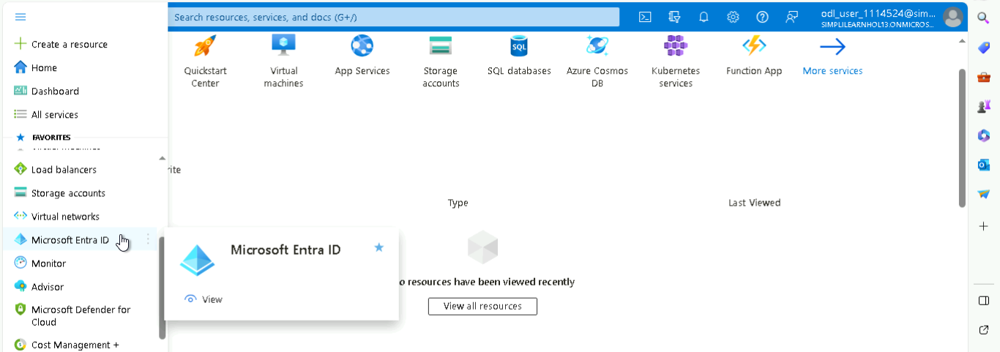 Search resources, services, and docs (G+/)
odl_user_1114524@sim...
SIMPLILEARNHOL13.ONMICROS...
Create a resource
Home
Dashboard
All services
FAVORITES
Load balancers
Storage accounts
Virtual networks
Microsoft Entra ID
Monitor
Advisor
Microsoft Defender for
Cloud
Cost Management +
Quickstart
Center
Virtual
machines
App Services
Storage
accounts
SQL
SQL databases
Azure Cosmos
DB
Kubernetes
services
Function App
More services
rite
Type
Last Viewed
Microsoft Entra ID
View
o resources have been viewed recently
View all resources